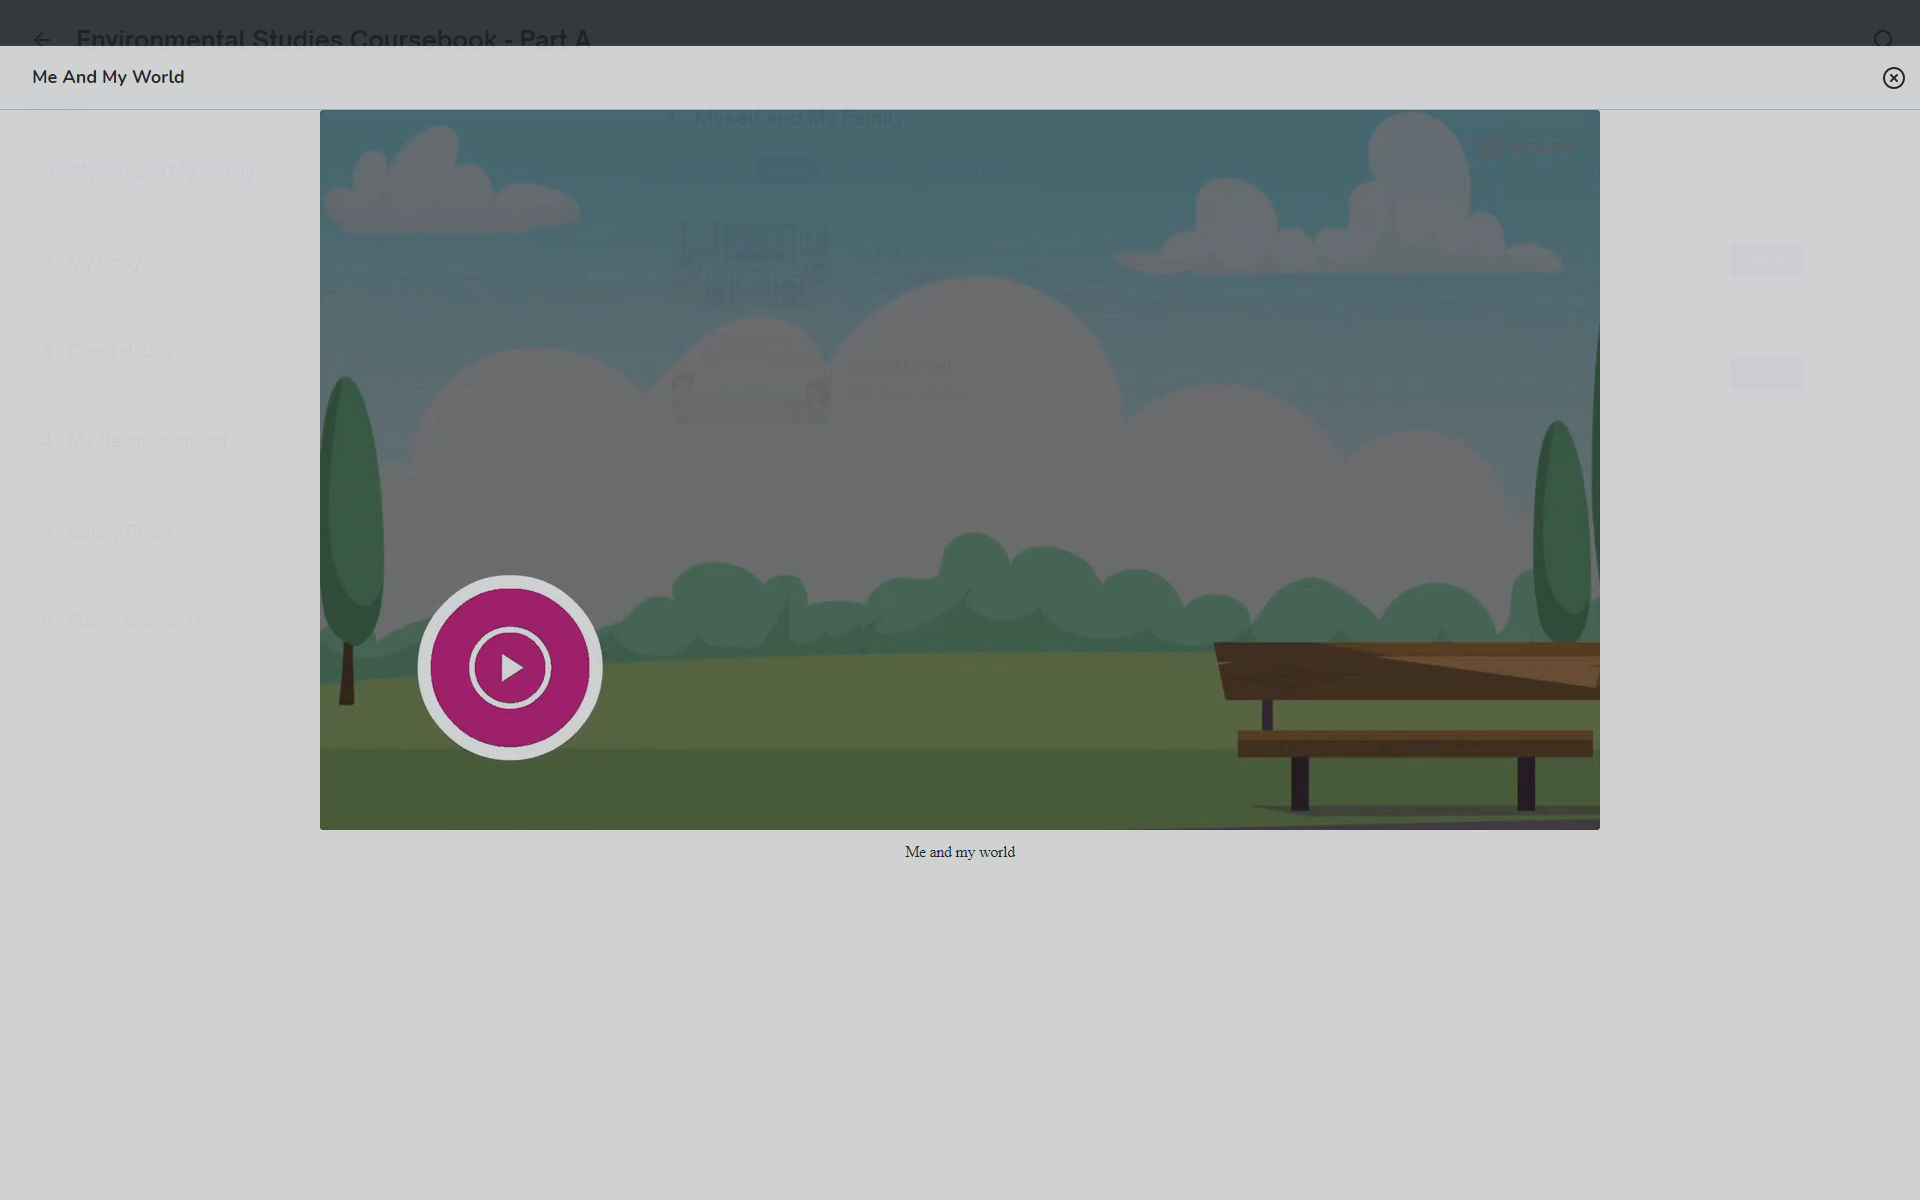 Environmental Studies Coursebook - Part A
Me And My World
1 Myself and My Family
1 Myself and My Family
2 My Body
3 Good Habits
4 My Neighbourhood
5 Safety Rules
6 Plants Around Us
Me and my world
Me and My self
Me and my world